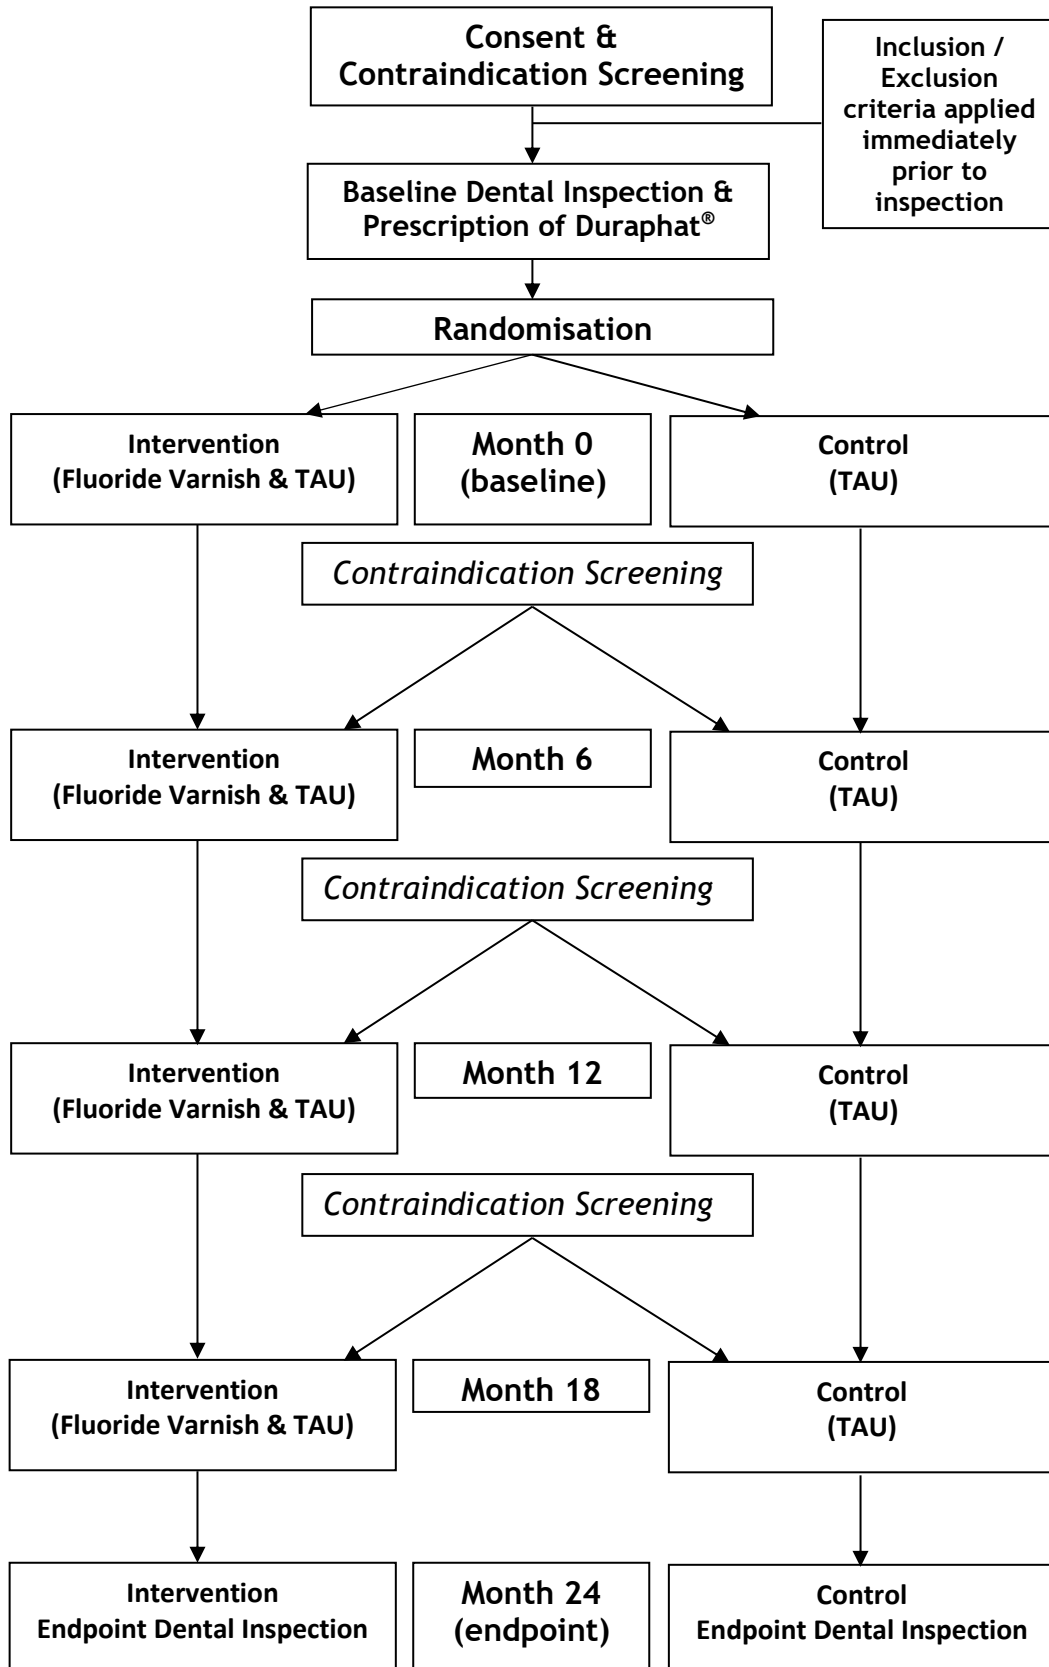 Consent &
Contraindication Screening
Inclusion /
Exclusion
criteria applied
immediately
prior to
inspection
Baseline Dental Inspection &
Prescription of Duraphat®
Randomisation
Intervention
(Fluoride Varnish & TAU)
Month 0
(baseline)
Control
(TAU)
Contraindication Screening
Intervention
(Fluoride Varnish & TAU)
Month 6
Control
(TAU)
Contraindication Screening
Intervention
(Fluoride Varnish & TAU)
Month 12
Control
(TAU)
Contraindication Screening
Intervention
(Fluoride Varnish & TAU)
Month 18
Control
(TAU)
Intervention
Endpoint Dental Inspection
Month 24
(endpoint)
Control
Endpoint Dental Inspection